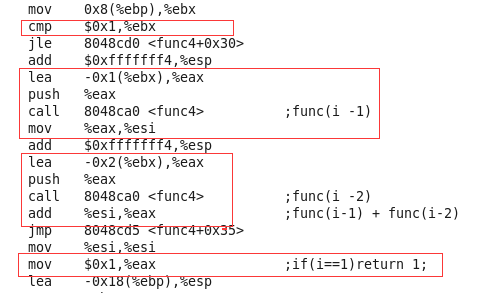 mov 0x8(%ebp),%ebx
cmp $0x1,%ebx
jle 8048cd0 <func4+0x30>
add $0xfffffff4,%esp
lea -0x1(%ebx),%eax
push %eax
call 8048ca0 <func4> ;func(i -1)
mov %eax,%esi
add $0xfffffff4,%esp
lea -0x2(%ebx),%eax
push %eax
call 8048ca0 <func4> ;func(i -2)
add %esi,%eax ;func(i-1) + func(i-2)
jmp 8048cd5 <func4+0x35>
mov %esi,%esi
mov $0x1,%eax ;if(i==1)return 1;
lea -0x18(%ebp),%esp